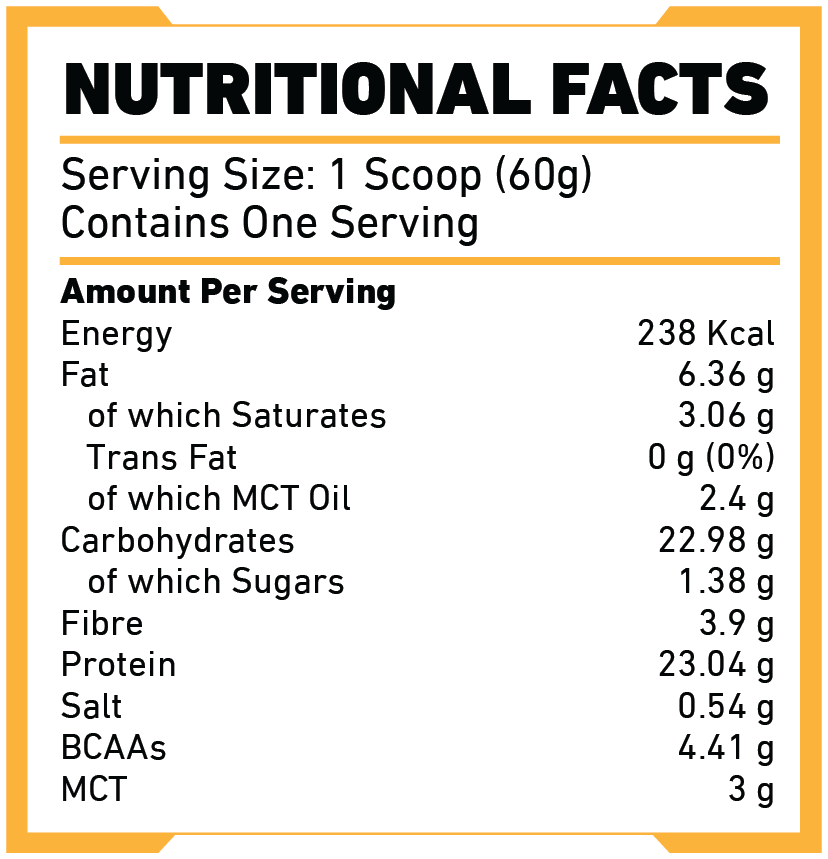 NUTRITIONAL FACTS
Serving Size: 1 Scoop (60g)
Contains One Serving
Amount Per Serving
Energy 238 Kcal
Fat 6.36 g
of which Saturates 3.06 g
Trans Fat 0 g (0%)
of which MCT Oil 2.4 g
Carbohydrates 22.98 g
of which Sugars 1.38 g
Fibre 3.9 g
Protein 23.04 g
Salt 0.54 g
BCAAs 4.41 g
MCT 3 g